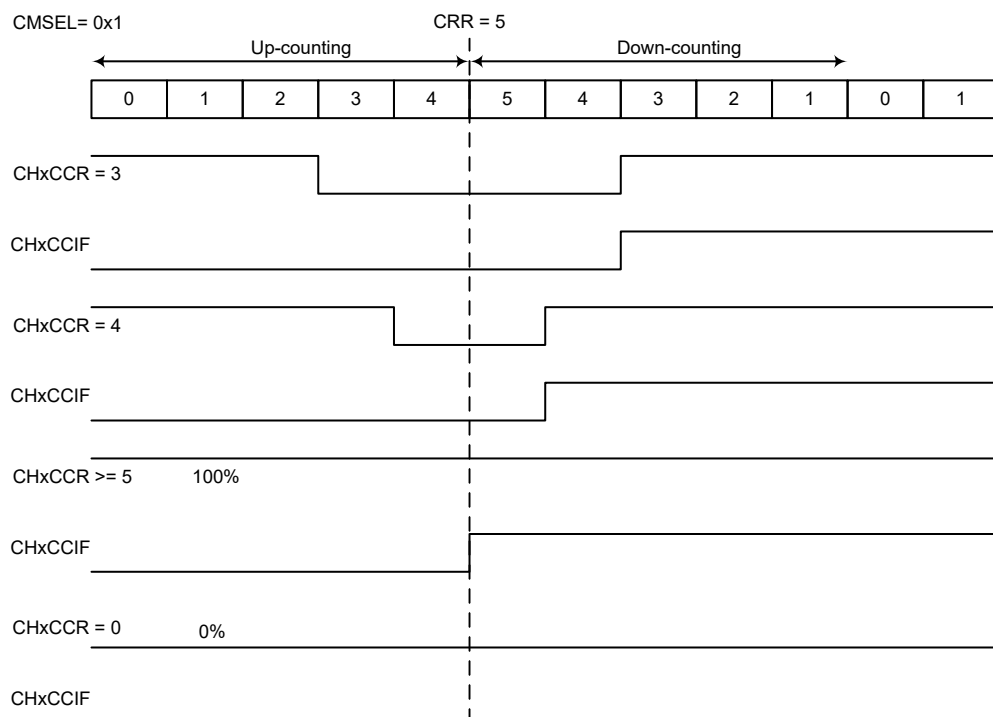 CMSEL= 0x1
CRR = 5
Up-counting Down-counting
0 1 2 3 4 5 4 3 2 1 0 1
CHxCCR = 3
CHxCCIF
CHxCCR = 4
CHxCCIF
CHxCCR >= 5 100%
CHxCCIF
CHxCCR = 0 0%
CHxCCIF